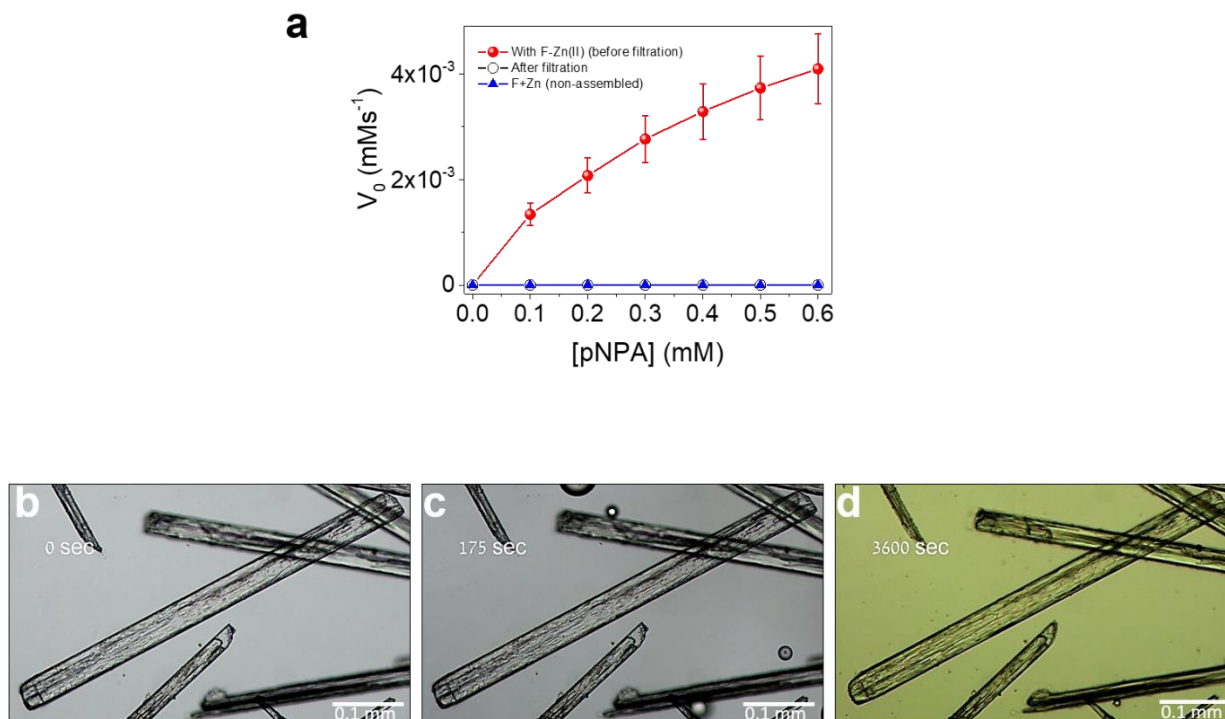 a
With F-Zn(II) (before filtration)
After filtration
F+Zn (non-assembled)
4x10⁻³
2x10⁻³
0
V₀ (mMs⁻¹)
0.0 0.1 0.2 0.3 0.4 0.5 0.6
[pNPA] (mM)
b
0 sec
0.1 mm
c
175 sec
0.1 mm
d
3600 sec
0.1 mm